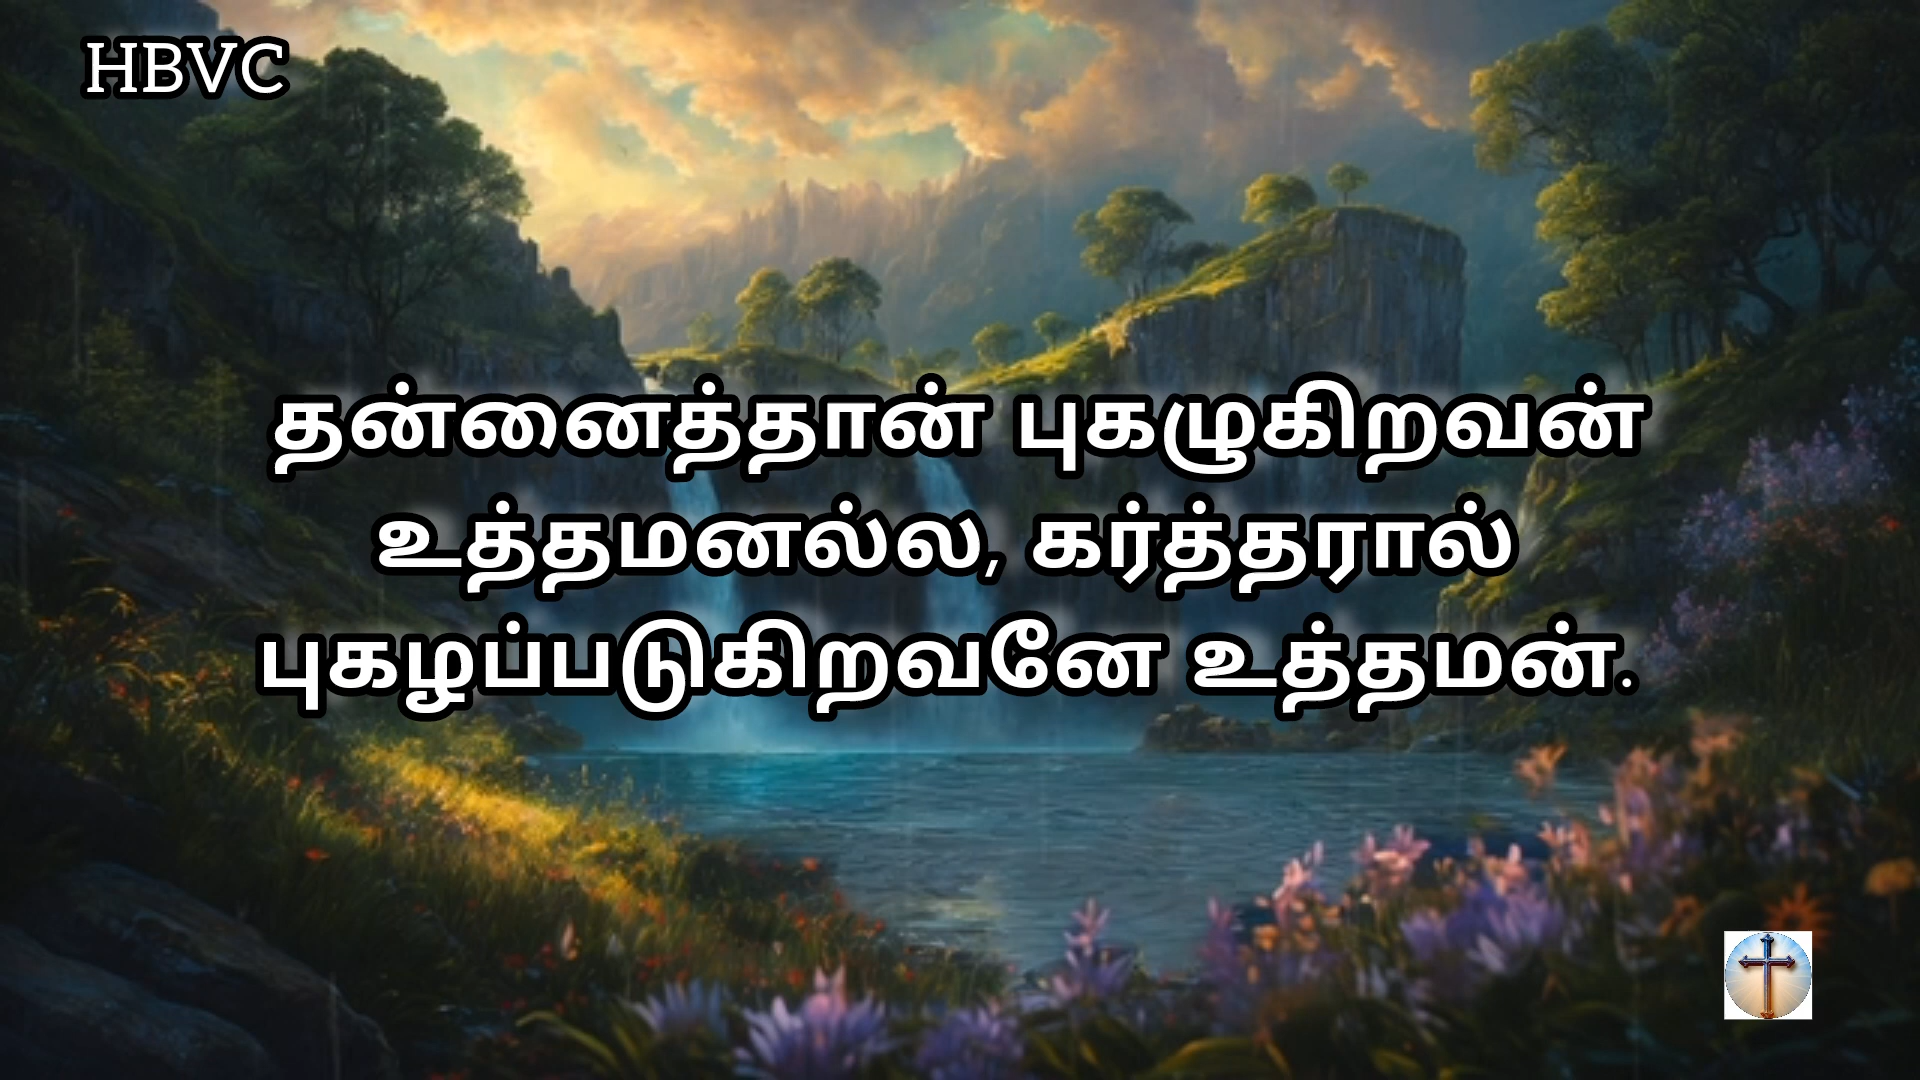 HBVC
தன்னைத்தான் புகழுகிறவன்
உத்தமனல்ல, கர்த்தரால்
புகழப்படுகிறவனே உத்தமன்.